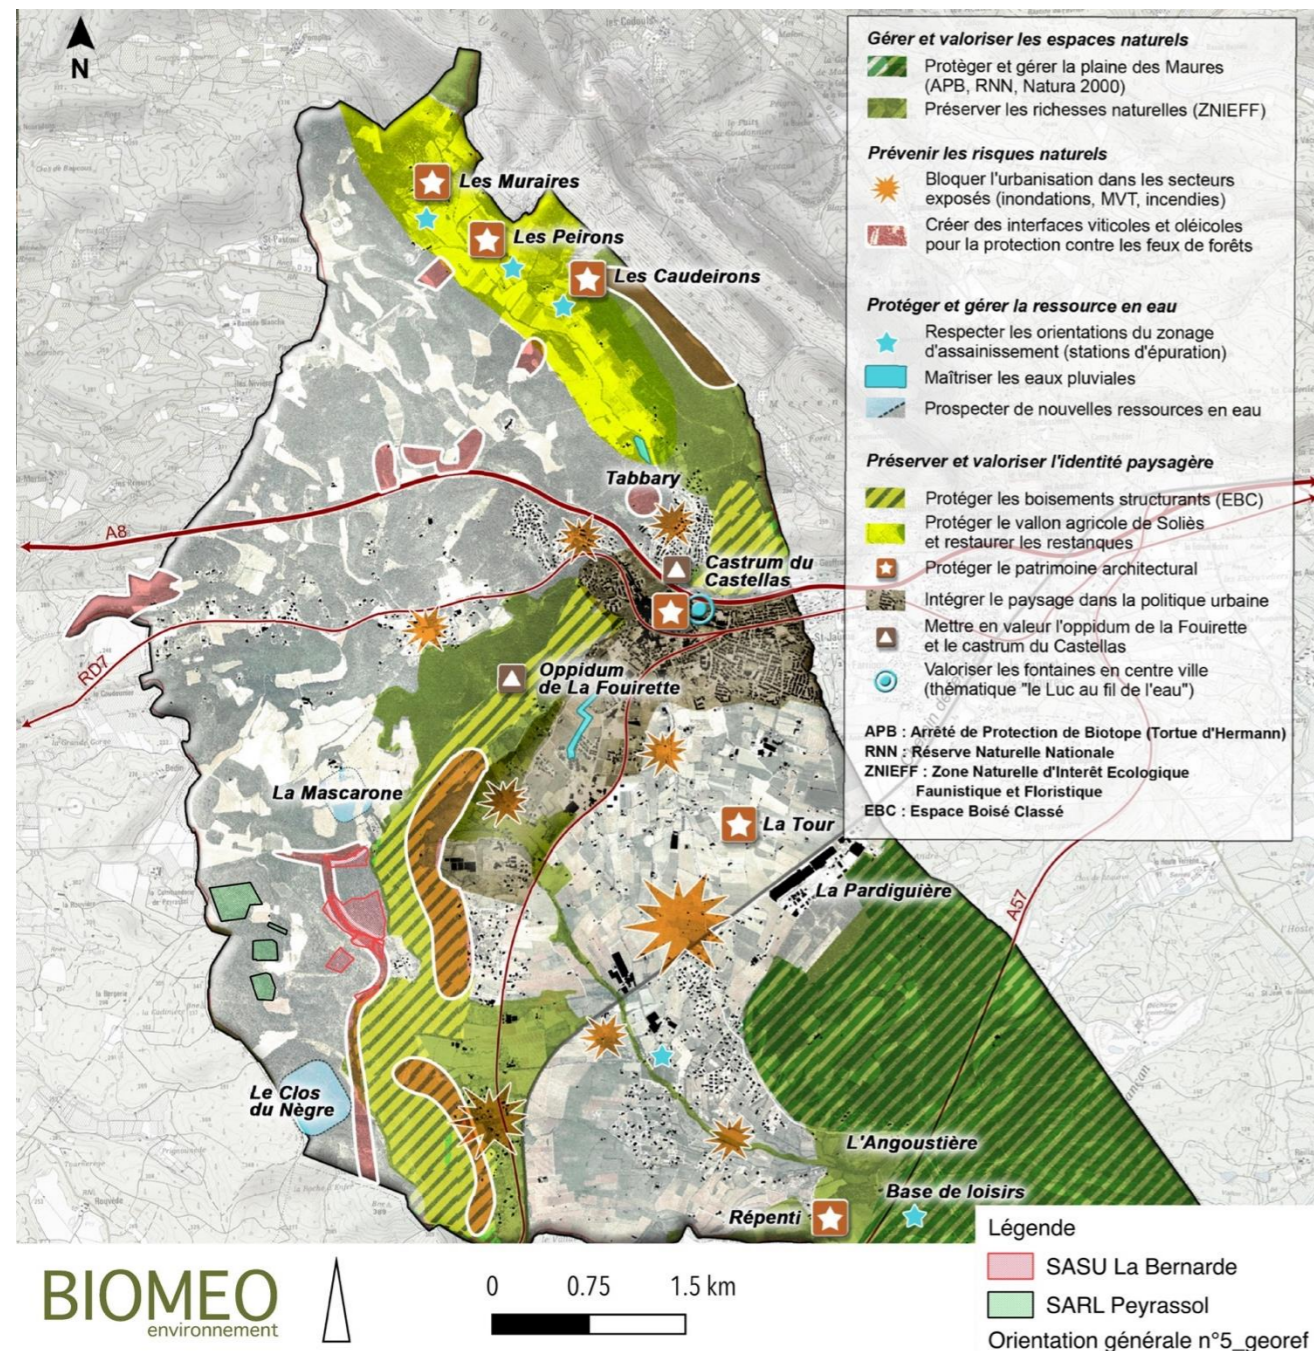 N
Gérer et valoriser les espaces naturels
Protèger et gérer la plaine des Maures
(APB, RNN, Natura 2000)
Préserver les richesses naturelles (ZNIEFF)
Prévenir les risques naturels
Bloquer l'urbanisation dans les secteurs
exposés (inondations, MVT, incendies)
Créer des interfaces viticoles et oléicoles
pour la protection contre les feux de forêts
Protéger et gérer la ressource en eau
Respecter les orientations du zonage
d'assainissement (stations d'épuration)
Maîtriser les eaux pluviales
Prospecter de nouvelles ressources en eau
Préserver et valoriser l'identité paysagère
Protéger les boisements structurants (EBC)
Protéger le vallon agricole de Soliès
et restaurer les restanques
Protéger le patrimoine architectural
Intégrer le paysage dans la politique urbaine
Mettre en valeur l'oppidum de la Fouirette
et le castrum du Castellas
Valoriser les fontaines en centre ville
(thématique "le Luc au fil de l'eau")
APB : Arrêté de Protection de Biotope (Tortue d'Hermann)
RNN : Réserve Naturelle Nationale
ZNIEFF : Zone Naturelle d'Interêt Ecologique
Faunistique et Floristique
EBC : Espace Boisé Classé
Les Muraires
Les Peirons
Les Caudeirons
Tabbary
A8
Castrum du
Castellas
RD7
Oppidum
de La Fouirette
La Mascarone
La Tour
La Pardiguière
A57
Le Clos
du Nègre
L'Angoustière
Base de loisirs
Répenti
BIOMEO
environnement
0 0.75 1.5 km
Légende
SASU La Bernarde
SARL Peyrassol
Orientation générale n°5_georef